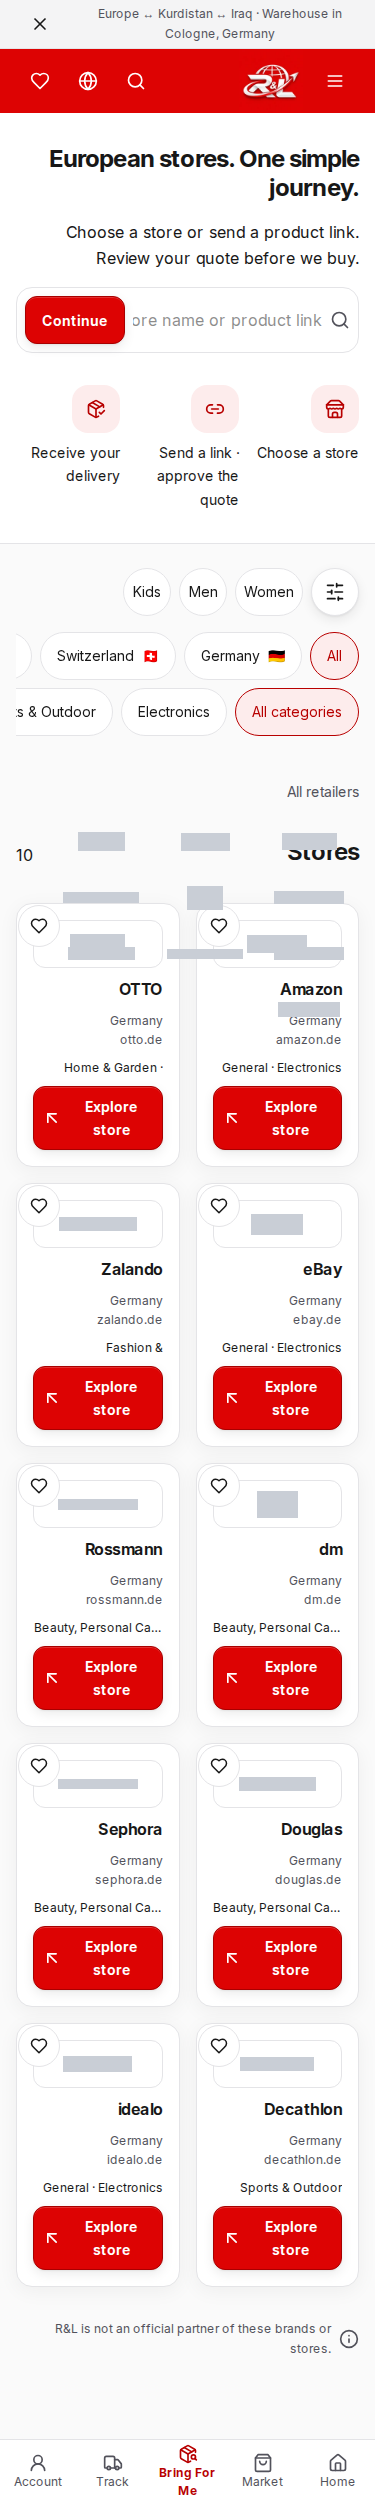 Europe ↔ Kurdistan ↔ Iraq · Warehouse in
Cologne, Germany
R&L
European stores. One simple
journey.
Choose a store or send a product link.
Review your quote before we buy.
Continue
ore name or product link
Choose a store
Send a link ·
approve the
quote
Receive your
delivery
Women
Men
Kids
All
Germany
Switzerland
All categories
Electronics
s & Outdoor
All retailers
Stores
10
Amazon
Germany
amazon.de
General · Electronics
Explore
store
OTTO
Germany
otto.de
Home & Garden ·
Explore
store
eBay
Germany
ebay.de
General · Electronics
Explore
store
Zalando
Germany
zalando.de
Fashion &
Explore
store
dm
Germany
dm.de
Beauty, Personal Ca...
Explore
store
Rossmann
Germany
rossmann.de
Beauty, Personal Ca...
Explore
store
Douglas
Germany
douglas.de
Beauty, Personal Ca...
Explore
store
Sephora
Germany
sephora.de
Beauty, Personal Ca...
Explore
store
Decathlon
Germany
decathlon.de
Sports & Outdoor
Explore
store
idealo
Germany
idealo.de
General · Electronics
Explore
store
R&L is not an official partner of these brands or
stores.
Home
Market
Bring For
Me
Track
Account